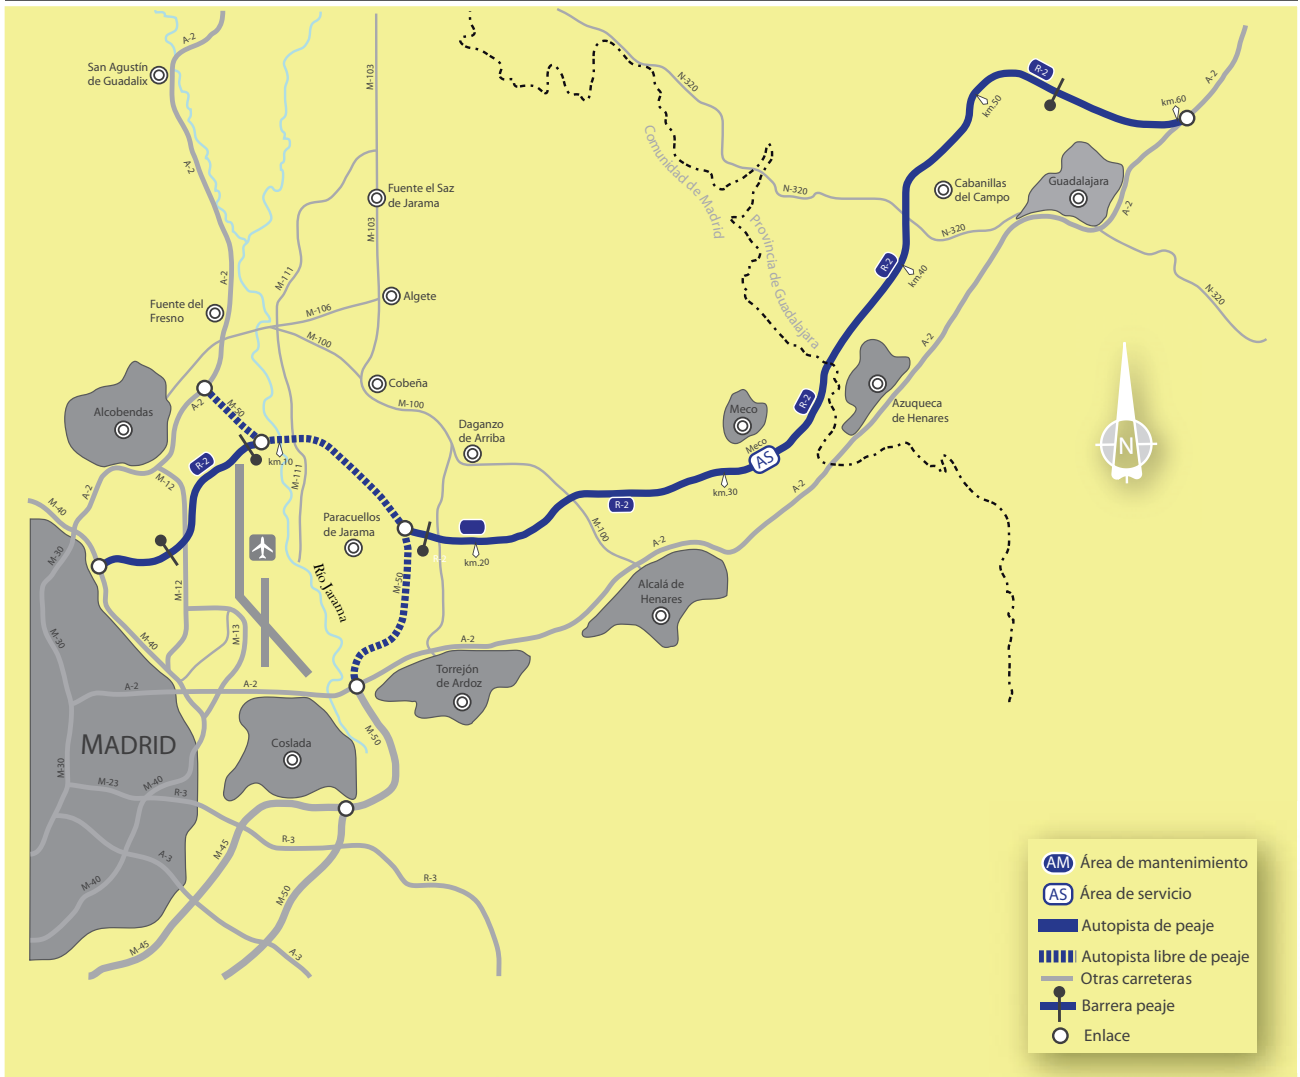 A-2
San Agustín
de Guadalix
M-103
N-320
R-2
A-2
km.60
km.50
A-2
Comunidad de Madrid
Fuente el Saz
de Jarama
M-103
N-320
Cabanillas
del Campo
Guadalajara
A-2
Provincia de Guadalajara
N-320
N-320
M-111
A-2
R-2
km.40
Algete
Fuente del
Fresno
M-106
M-100
A-2
Cobeña
M-100
Azuqueca
de Henares
A-2
M-50
Alcobendas
R-2
Meco
Daganzo
de Arriba
Meco
AS
N
R-2
km.10
M-111
M-12
A-2
km.30
A-2
R-2
M-40
Paracuellos
de Jarama
M-100
M-30
R-2
km.20
A-2
Río Jarama
M-50
M-12
Alcalá de
Henares
M-30
M-40
M-13
A-2
Torrejón
de Ardoz
A-2
A-2
MADRID
Coslada
M-50
M-30
M-23
M-40
R-3
M-45
R-3
A-3
M-40
M-50
R-3
M-45
A-3
AM Área de mantenimiento
AS Área de servicio
Autopista de peaje
Autopista libre de peaje
Otras carreteras
Barrera peaje
Enlace